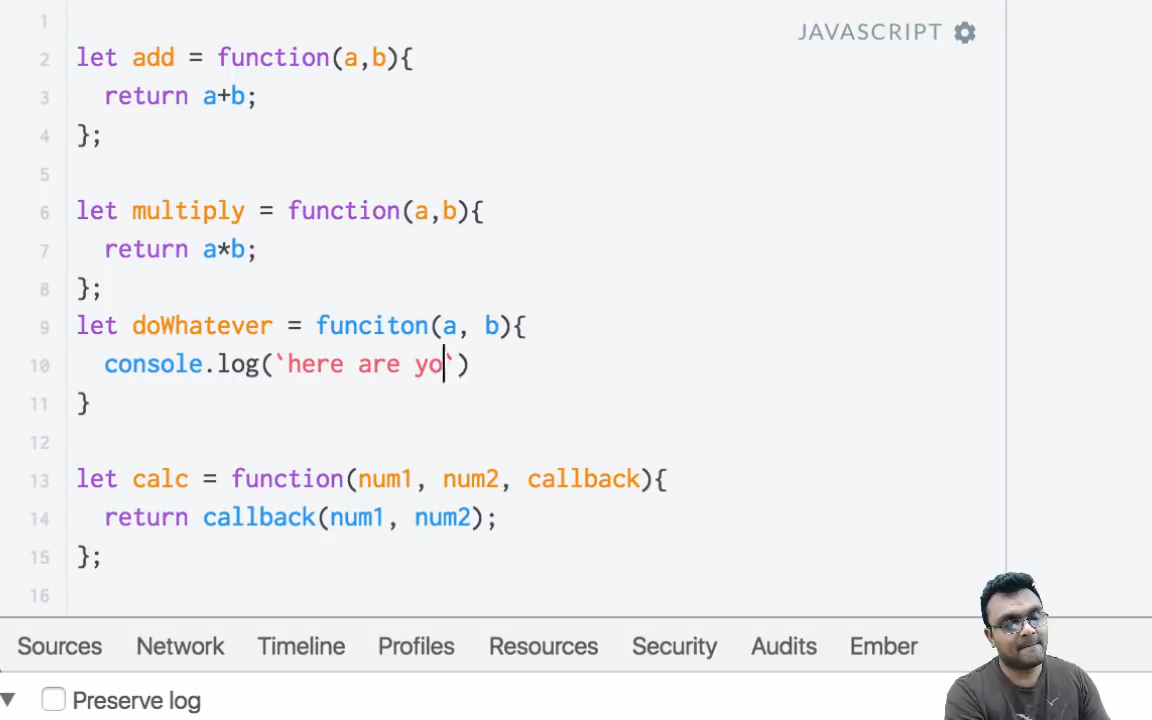 JAVASCRIPT
1
2 let add = function(a,b){
3 return a+b;
4 };
5
6 let multiply = function(a,b){
7 return a*b;
8 };
9 let doWhatever = funciton(a, b){
10 console.log(`here are yo`)
11 }
12
13 let calc = function(num1, num2, callback){
14 return callback(num1, num2);
15 };
16
Sources Network Timeline Profiles Resources Security Audits Ember
Preserve log